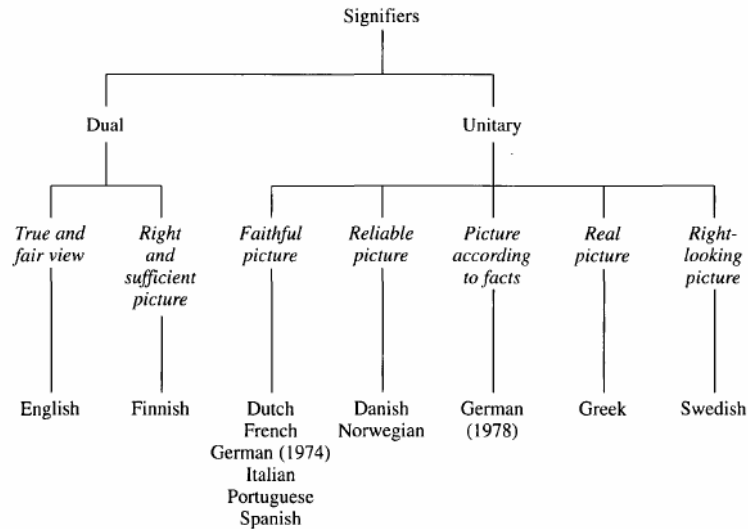 Signifiers
Dual
Unitary
True and
fair view
Right
and
sufficient
picture
Faithful
picture
Reliable
picture
Picture
according
to facts
Real
picture
Right-
looking
picture
English
Finnish
Dutch
French
German (1974)
Italian
Portuguese
Spanish
Danish
Norwegian
German
(1978)
Greek
Swedish